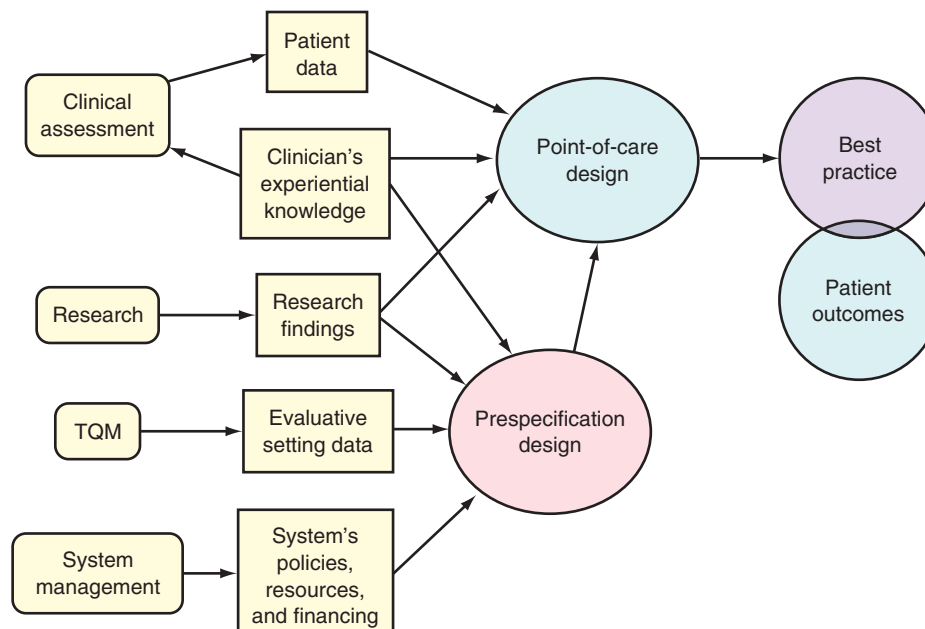 Patient
data
Clinical
assessment
Clinician's
experiential
knowledge
Point-of-care
design
Best
practice
Patient
outcomes
Research
Research
findings
TQM
Evaluative
setting data
Prespecification
design
System
management
System's
policies,
resources,
and financing